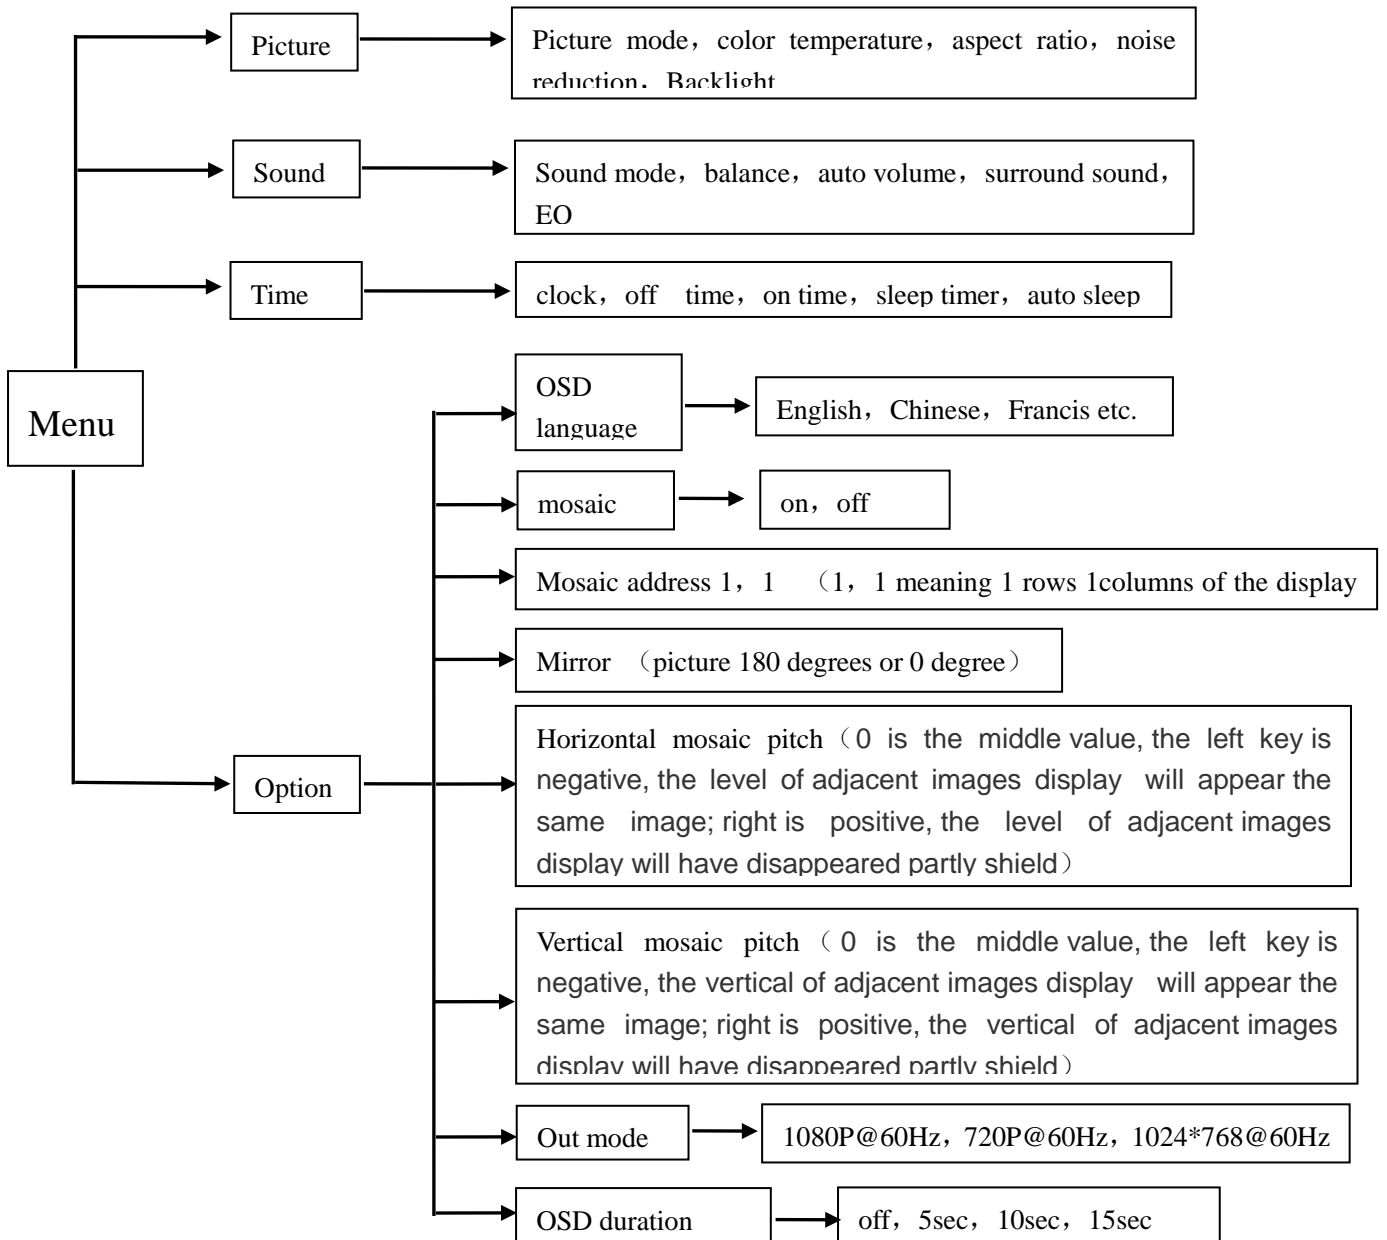 Picture
Picture mode，color temperature，aspect ratio，noise
reduction，Backlight
Sound
Sound mode，balance，auto volume，surround sound，
EQ
Time
clock，off time，on time，sleep timer，auto sleep
Menu
OSD
language
English，Chinese，Francis etc.
mosaic
on，off
Mosaic address 1，1 （1，1 meaning 1 rows 1columns of the display
Mirror （picture 180 degrees or 0 degree）
Option
Horizontal mosaic pitch（0 is the middle value, the left key is
negative, the level of adjacent images display will appear the
same image; right is positive, the level of adjacent images
display will have disappeared partly shield）
Vertical mosaic pitch（0 is the middle value, the left key is
negative, the vertical of adjacent images display will appear the
same image; right is positive, the vertical of adjacent images
display will have disappeared partly shield）
Out mode
1080P@60Hz，720P@60Hz，1024*768@60Hz
OSD duration
off，5sec，10sec，15sec